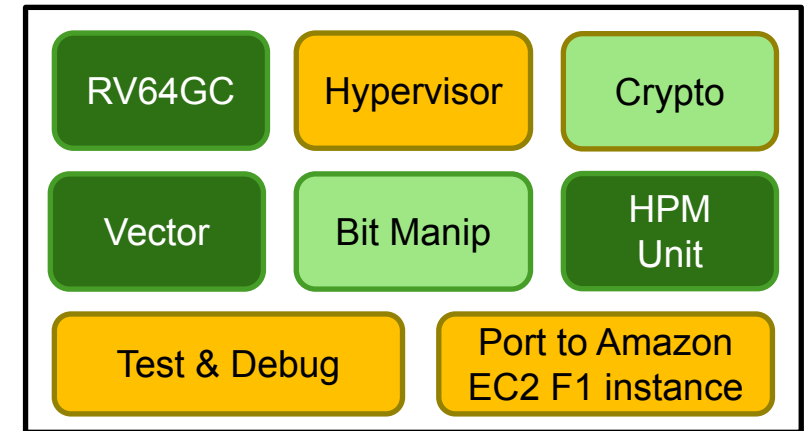 RV64GC
Hypervisor
Crypto
Vector
Bit Manip
HPM
Unit
Test & Debug
Port to Amazon
EC2 F1 instance